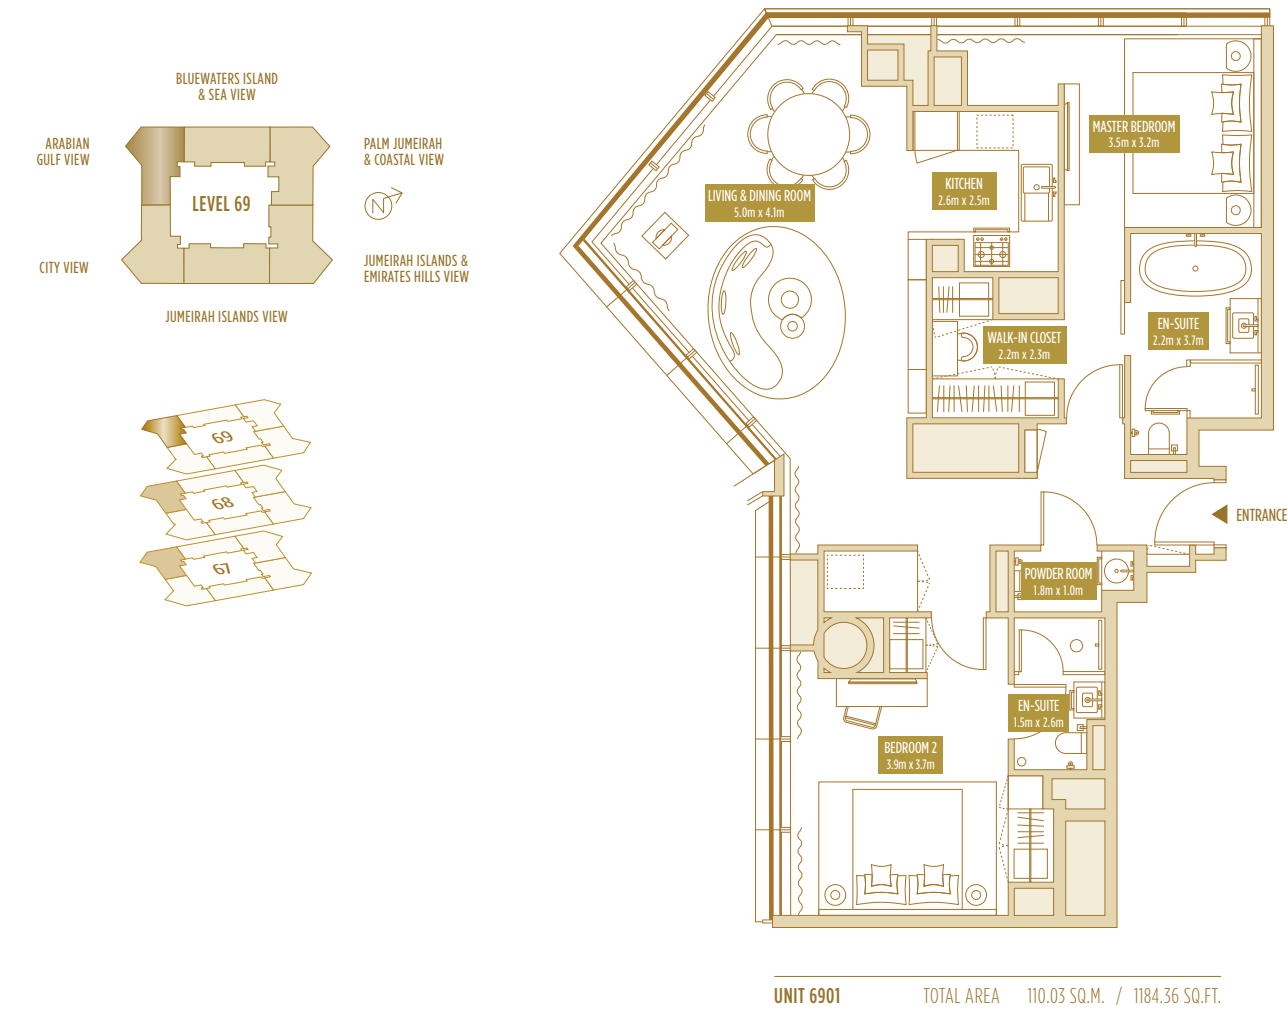 BLUEWATERS ISLAND
& SEA VIEW
ARABIAN
GULF VIEW
PALM JUMEIRAH
& COASTAL VIEW
LEVEL 69
N
CITY VIEW
JUMEIRAH ISLANDS &
EMIRATES HILLS VIEW
JUMEIRAH ISLANDS VIEW
69
68
67
MASTER BEDROOM
3.5m x 3.2m
KITCHEN
2.6m x 2.5m
LIVING & DINING ROOM
5.0m x 4.1m
EN-SUITE
2.2m x 3.7m
WALK-IN CLOSET
2.2m x 2.3m
ENTRANCE
POWDER ROOM
1.8m x 1.0m
EN-SUITE
1.5m x 2.6m
BEDROOM 2
3.9m x 3.7m
UNIT 6901 TOTAL AREA 110.03 SQ.M. / 1184.36 SQ.FT.